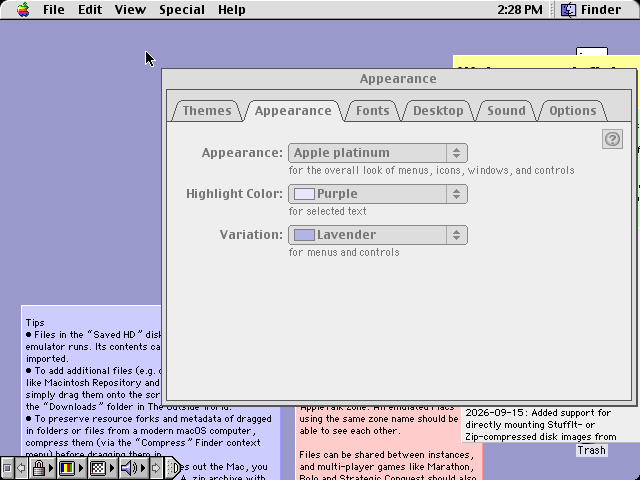 File Edit View Special Help 2:28 PM Finder
Appearance
Themes Appearance Fonts Desktop Sound Options
?
Appearance: Apple platinum
for the overall look of menus, icons, windows, and controls
Highlight Color: Purple
for selected text
Variation: Lavender
for menus and controls
Tips
● Files in the “Saved HD” disk
emulator runs. Its contents ca
imported.
● To add additional files (e.g.
like Macintosh Repository and
simply drag them onto the scr
the “Downloads” folder in The Outside World.
● To preserve resource forks and metadata of dragged
in folders or files from a modern macOS computer,
compress them (via the “Compress” Finder context
menu) before dragging them in.
es out the Mac, you
A .zip archive with
AppleTalk Zone. An emulated Macs
using the same zone name should be
able to see each other.
Files can be shared between instances,
and multi-player games like Marathon,
Bolo and Strategic Conquest should also
2026-09-15: Added support for
directly mounting StuffIt- or
Zip-compressed disk images from
Trash